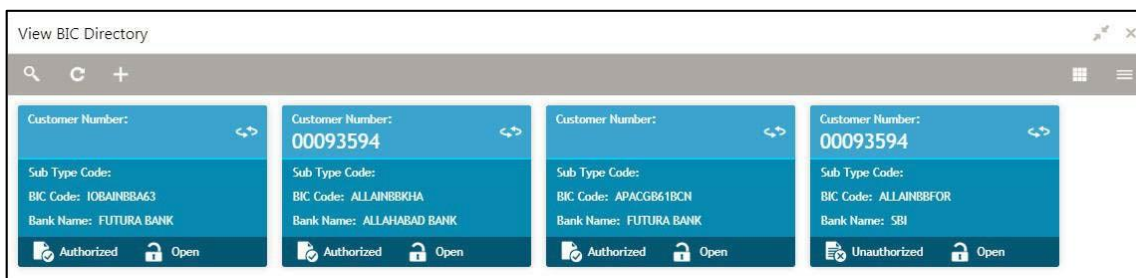 View BIC Directory
Customer Number:
Sub Type Code:
BIC Code: IOBAINBBA63
Bank Name: FUTURA BANK
Authorized Open
Customer Number:
00093594
Sub Type Code:
BIC Code: ALLAINBBKHA
Bank Name: ALLAHABAD BANK
Authorized Open
Customer Number:
Sub Type Code:
BIC Code: APACGB61BCN
Bank Name: FUTURA BANK
Authorized Open
Customer Number:
00093594
Sub Type Code:
BIC Code: ALLAINBBFOR
Bank Name: SBI
Unauthorized Open